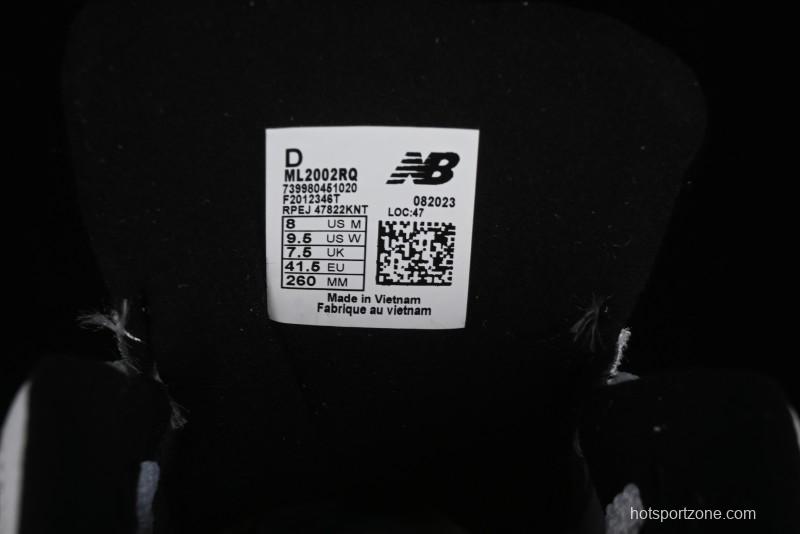 D
ML2002RQ
739980451020
F2012346T
RPEJ 47822KNT
NB
082023
LOC:47
8 US M
9.5 US W
7.5 UK
41.5 EU
260 MM
Made in Vietnam
Fabrique au vietnam
hotsportzone.com